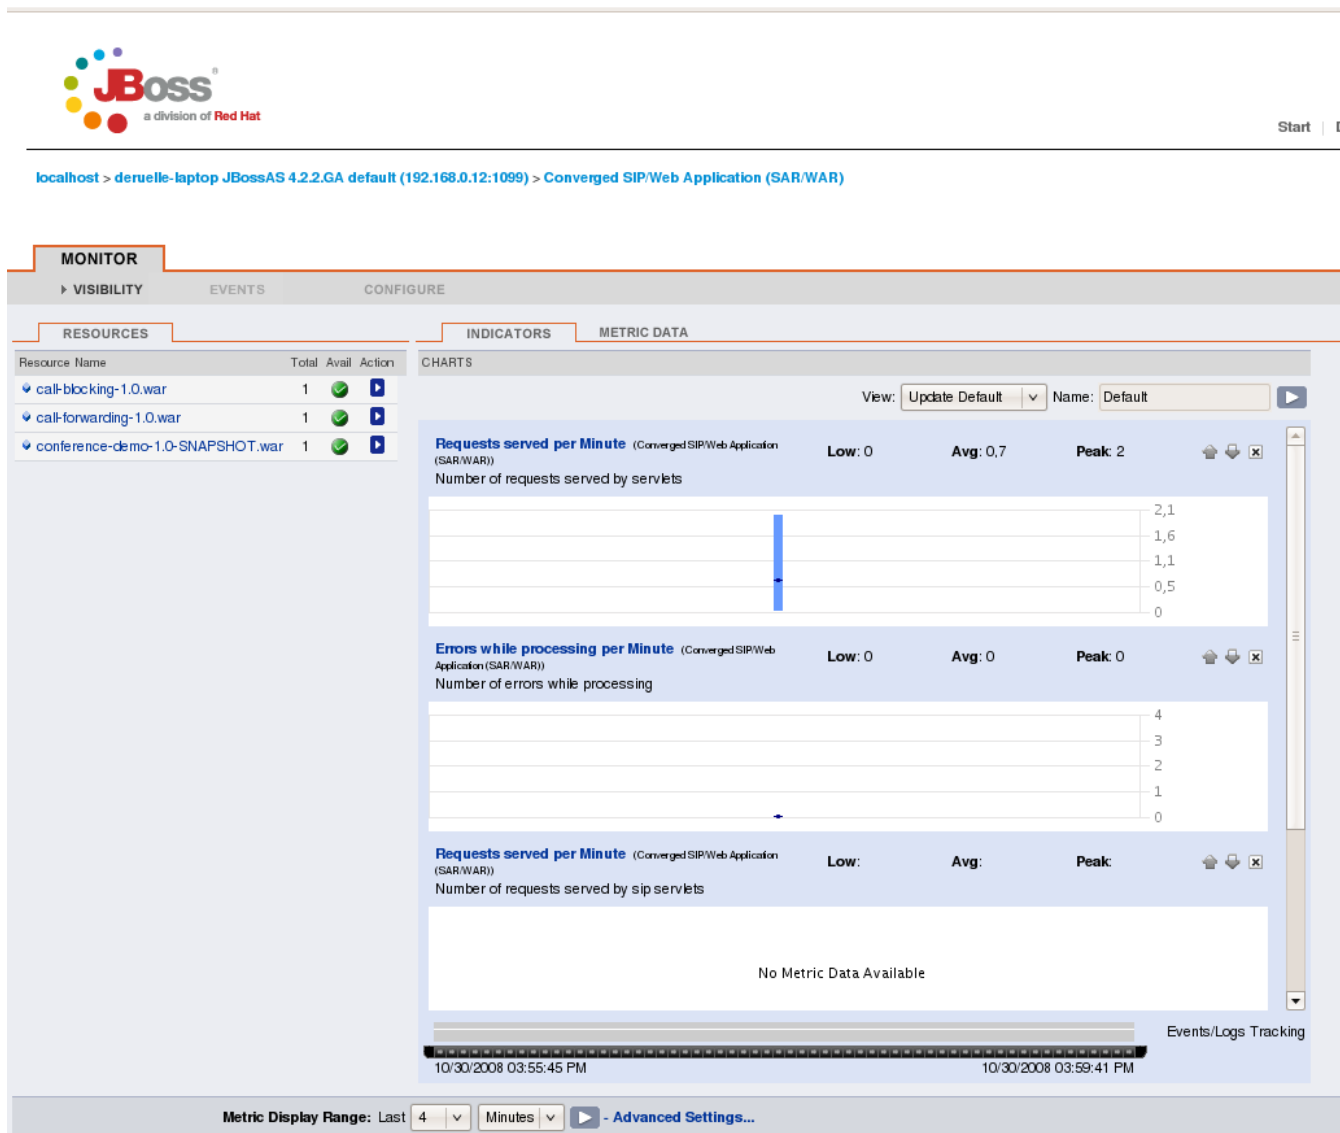 JBoss®
a division of Red Hat
Start
localhost > deruelle-laptop JBossAS 4.2.2.GA default (192.168.0.12:1099) > Converged SIP/Web Application (SAR/WAR)
MONITOR
VISIBILITY EVENTS CONFIGURE
RESOURCES
Resource Name Total Avail Action
call-blocking-1.0.war 1
call-forwarding-1.0.war 1
conference-demo-1.0-SNAPSHOT.war 1
INDICATORS METRIC DATA
CHARTS
View: Update Default Name: Default
Requests served per Minute (Converged SIP/Web Application
(SAR/WAR))
Low: 0 Avg: 0,7 Peak: 2
Number of requests served by servlets
2,1
1,6
1,1
0,5
0
Errors while processing per Minute (Converged SIP/Web
Application (SAR/WAR))
Low: 0 Avg: 0 Peak: 0
Number of errors while processing
4
3
2
1
0
Requests served per Minute (Converged SIP/Web Application
(SAR/WAR))
Low: Avg: Peak:
Number of requests served by sip servlets
No Metric Data Available
Events/Logs Tracking
10/30/2008 03:55:45 PM 10/30/2008 03:59:41 PM
Metric Display Range: Last 4 Minutes - Advanced Settings...